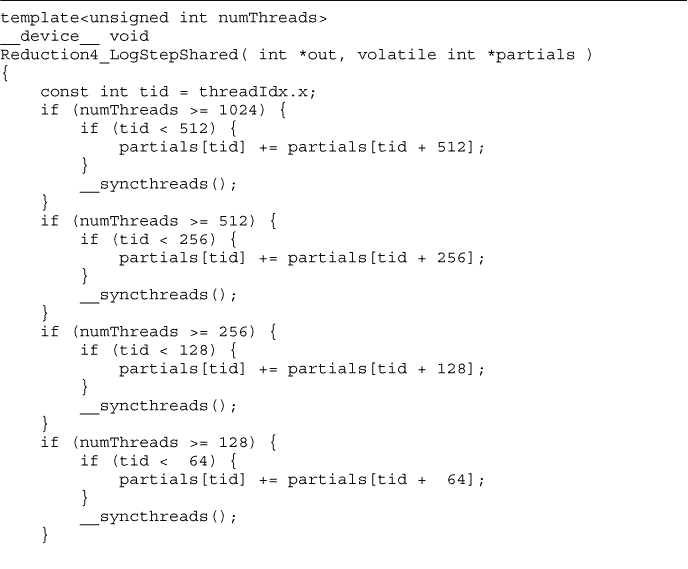 template<unsigned int numThreads>
__device__ void
Reduction4_LogStepShared( int *out, volatile int *partials )
{
    const int tid = threadIdx.x;
    if (numThreads >= 1024) {
        if (tid < 512) {
            partials[tid] += partials[tid + 512];
        }
        __syncthreads();
    }
    if (numThreads >= 512) {
        if (tid < 256) {
            partials[tid] += partials[tid + 256];
        }
        __syncthreads();
    }
    if (numThreads >= 256) {
        if (tid < 128) {
            partials[tid] += partials[tid + 128];
        }
        __syncthreads();
    }
    if (numThreads >= 128) {
        if (tid <  64) {
            partials[tid] += partials[tid +  64];
        }
        __syncthreads();
    }